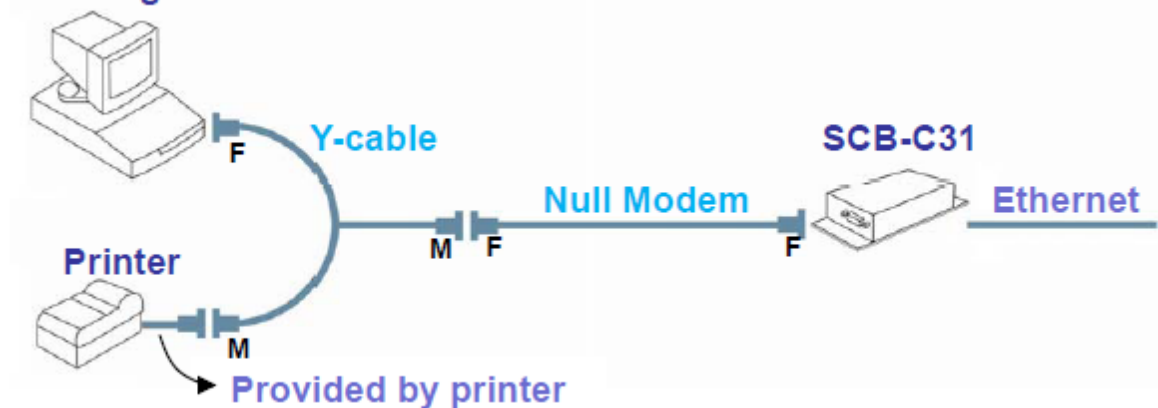 F
Y-cable
SCB-C31
Null Modem
Ethernet
M
F
F
Printer
M
Provided by printer